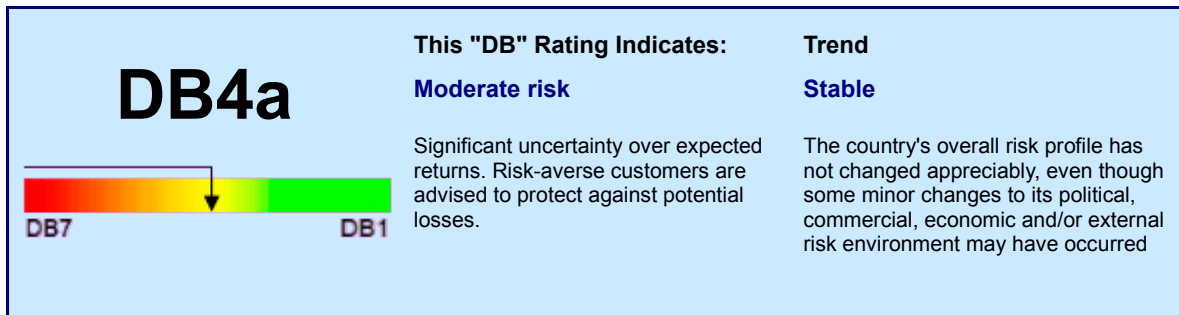 DB4a
DB7
DB1
This "DB" Rating Indicates:
Moderate risk
Significant uncertainty over expected
returns. Risk-averse customers are
advised to protect against potential
losses.
Trend
Stable
The country's overall risk profile has
not changed appreciably, even though
some minor changes to its political,
commercial, economic and/or external
risk environment may have occurred